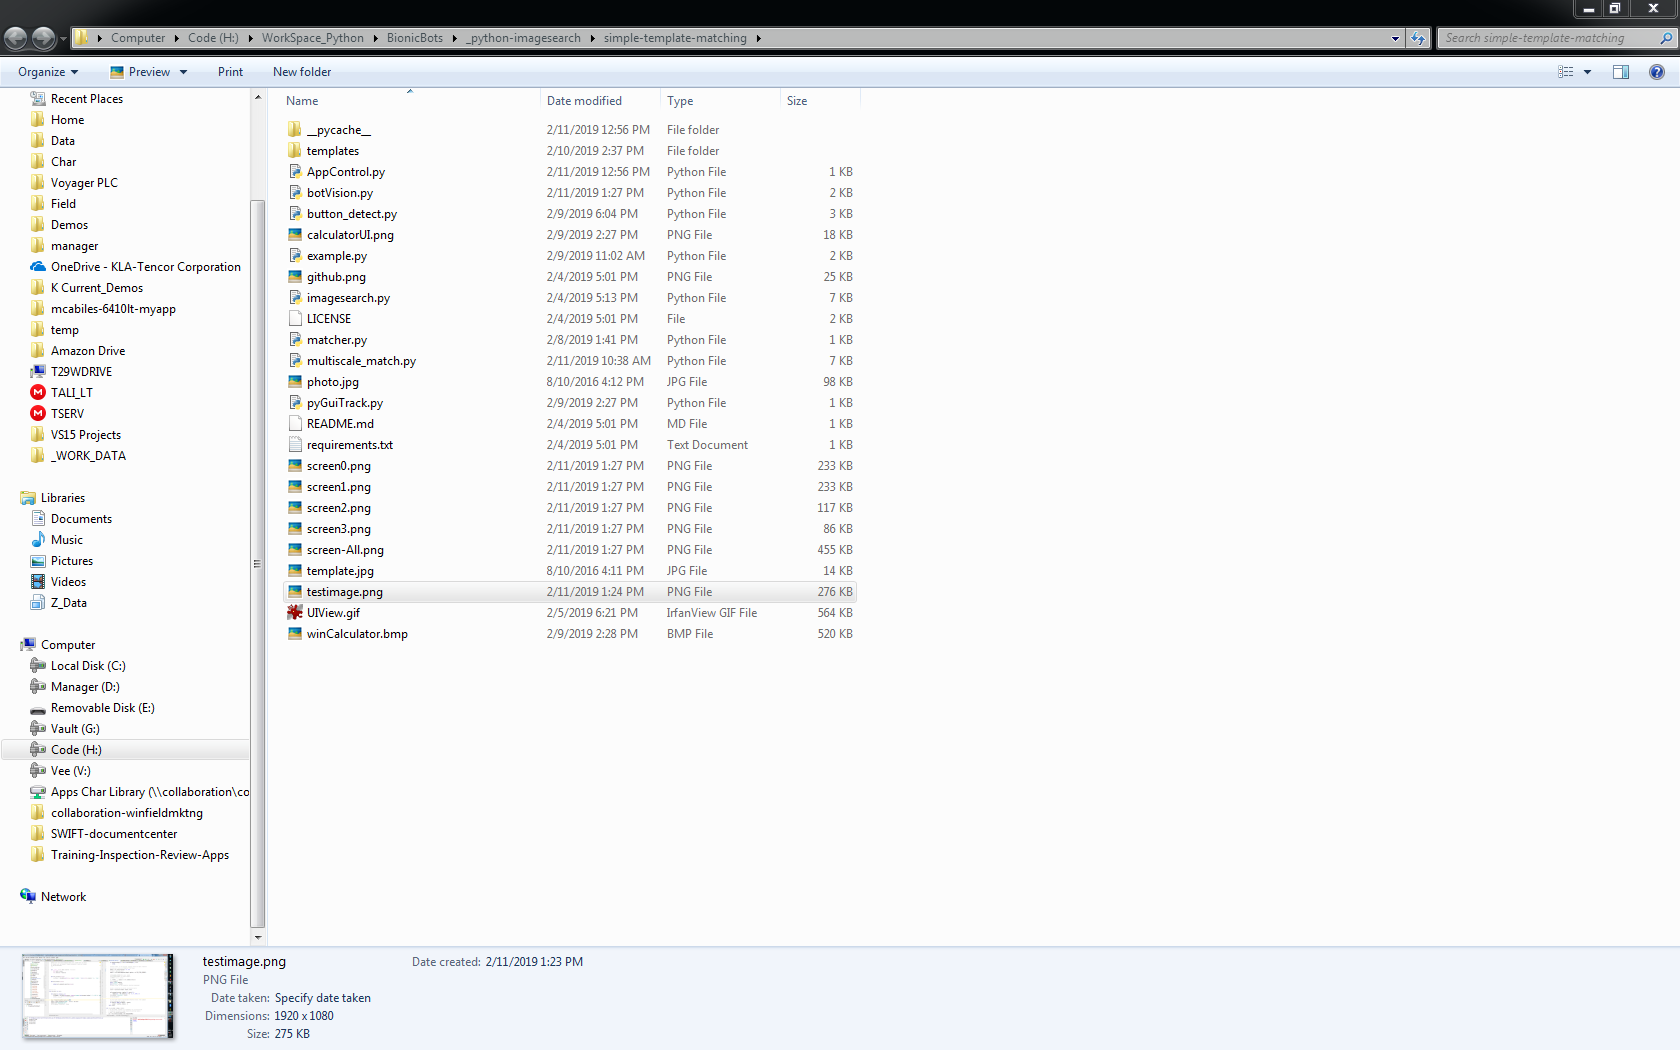 Computer Code (H:) WorkSpace_Python BionicBots _python-imagesearch simple-template-matching Search simple-template-matching
Organize Preview Print New folder
Name Date modified Type Size
Recent Places
Home
Data
Char
Voyager PLC
Field
Demos
manager
OneDrive - KLA-Tencor Corporation
K Current_Demos
mcabiles-6410lt-myapp
temp
Amazon Drive
T29WDRIVE
TALI_LT
TSERV
VS15 Projects
_WORK_DATA
Libraries
Documents
Music
Pictures
Videos
Z_Data
Computer
Local Disk (C:)
Manager (D:)
Removable Disk (E:)
Vault (G:)
Code (H:)
Vee (V:)
Apps Char Library (\\collaboration\co
collaboration-winfieldmktng
SWIFT-documentcenter
Training-Inspection-Review-Apps
Network
__pycache__ 2/11/2019 12:56 PM File folder
templates 2/10/2019 2:37 PM File folder
AppControl.py 2/11/2019 12:56 PM Python File 1 KB
botVision.py 2/11/2019 1:27 PM Python File 2 KB
button_detect.py 2/9/2019 6:04 PM Python File 3 KB
calculatorUI.png 2/9/2019 2:27 PM PNG File 18 KB
example.py 2/9/2019 11:02 AM Python File 2 KB
github.png 2/4/2019 5:01 PM PNG File 25 KB
imagesearch.py 2/4/2019 5:13 PM Python File 7 KB
LICENSE 2/4/2019 5:01 PM File 2 KB
matcher.py 2/8/2019 1:41 PM Python File 1 KB
multiscale_match.py 2/11/2019 10:38 AM Python File 7 KB
photo.jpg 8/10/2016 4:12 PM JPG File 98 KB
pyGuiTrack.py 2/9/2019 2:27 PM Python File 1 KB
README.md 2/4/2019 5:01 PM MD File 1 KB
requirements.txt 2/4/2019 5:01 PM Text Document 1 KB
screen0.png 2/11/2019 1:27 PM PNG File 233 KB
screen1.png 2/11/2019 1:27 PM PNG File 233 KB
screen2.png 2/11/2019 1:27 PM PNG File 117 KB
screen3.png 2/11/2019 1:27 PM PNG File 86 KB
screen-All.png 2/11/2019 1:27 PM PNG File 455 KB
template.jpg 8/10/2016 4:11 PM JPG File 14 KB
testimage.png 2/11/2019 1:24 PM PNG File 276 KB
UIView.gif 2/5/2019 6:21 PM IrfanView GIF File 564 KB
winCalculator.bmp 2/9/2019 2:28 PM BMP File 520 KB
testimage.png Date created: 2/11/2019 1:23 PM
PNG File
Date taken: Specify date taken
Dimensions: 1920 x 1080
Size: 275 KB